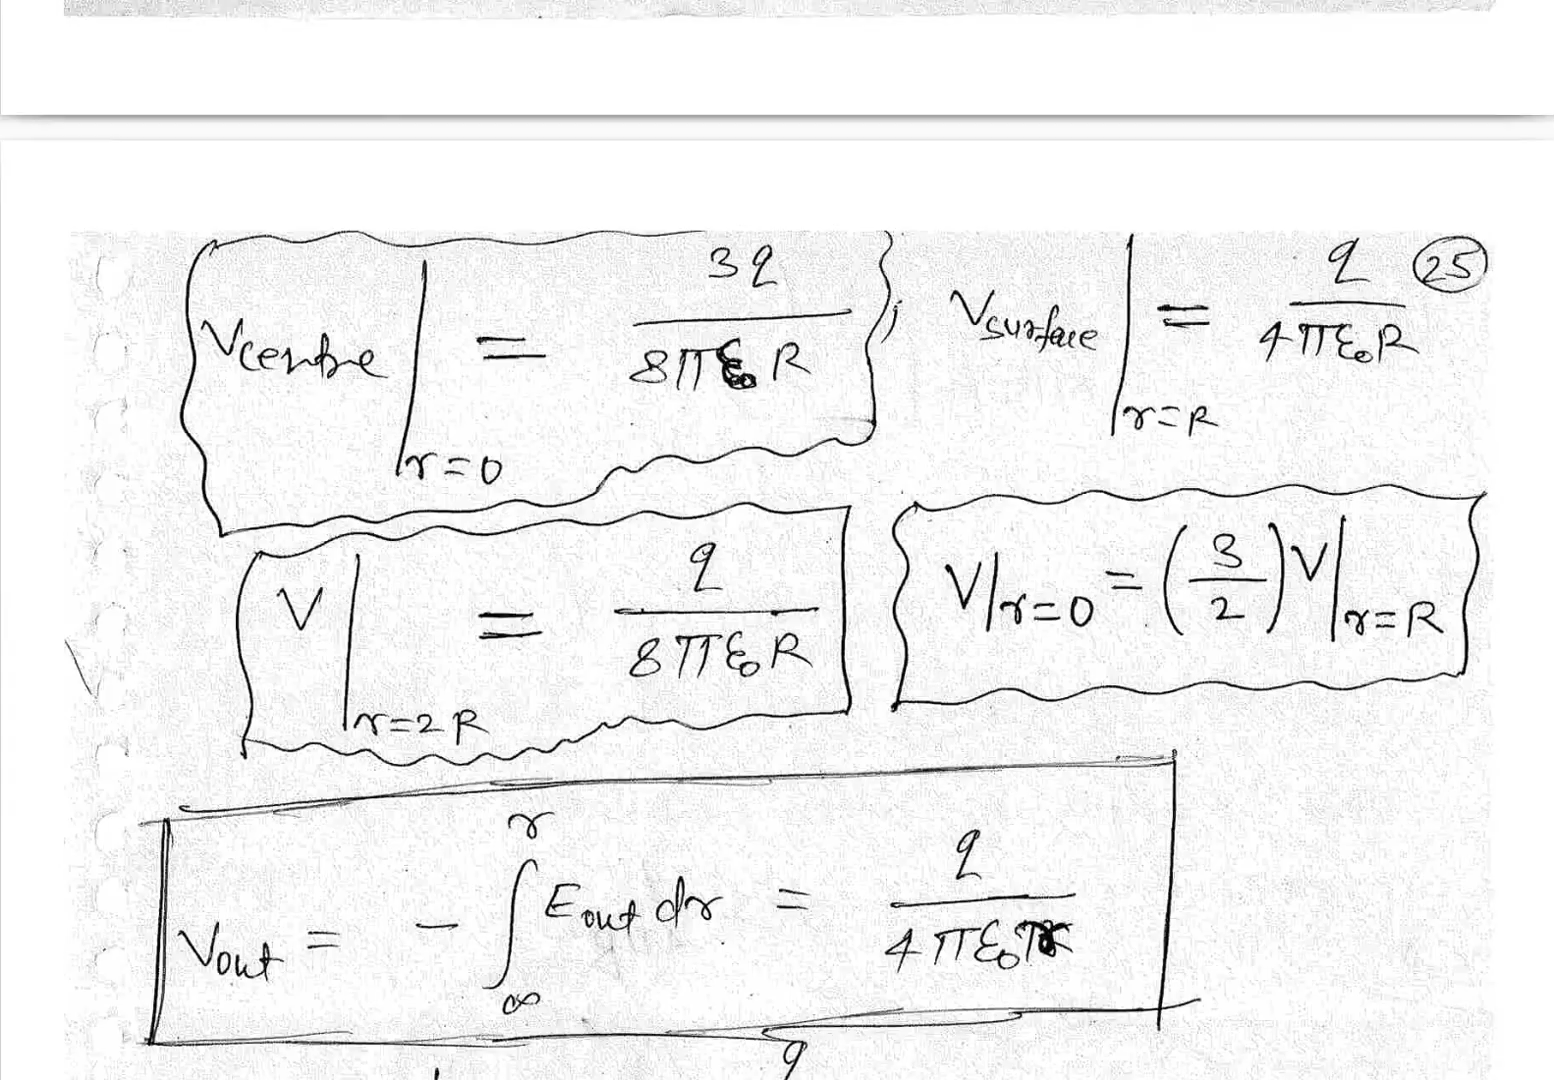 V_centre|_{r=0} = 3q / 8πε₀R ; V_surface|_{r=R} = q / 4πε₀R (25)
V|_{r=2R} = q / 8πε₀R V|_{r=0} = (3/2) V|_{r=R}
V_out = - ∫_∞^r E_out dr = q / 4πε₀r
q